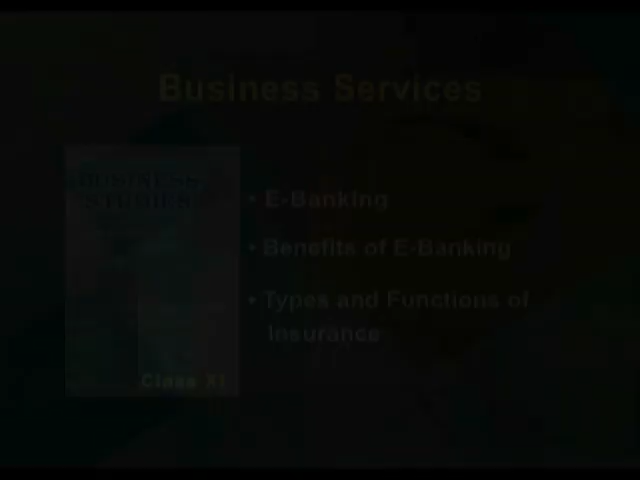 Business Services
BUSINESS
STUDIES
• E-Banking
• Benefits of E-Banking
• Types and Functions of
Insurance
Class XI